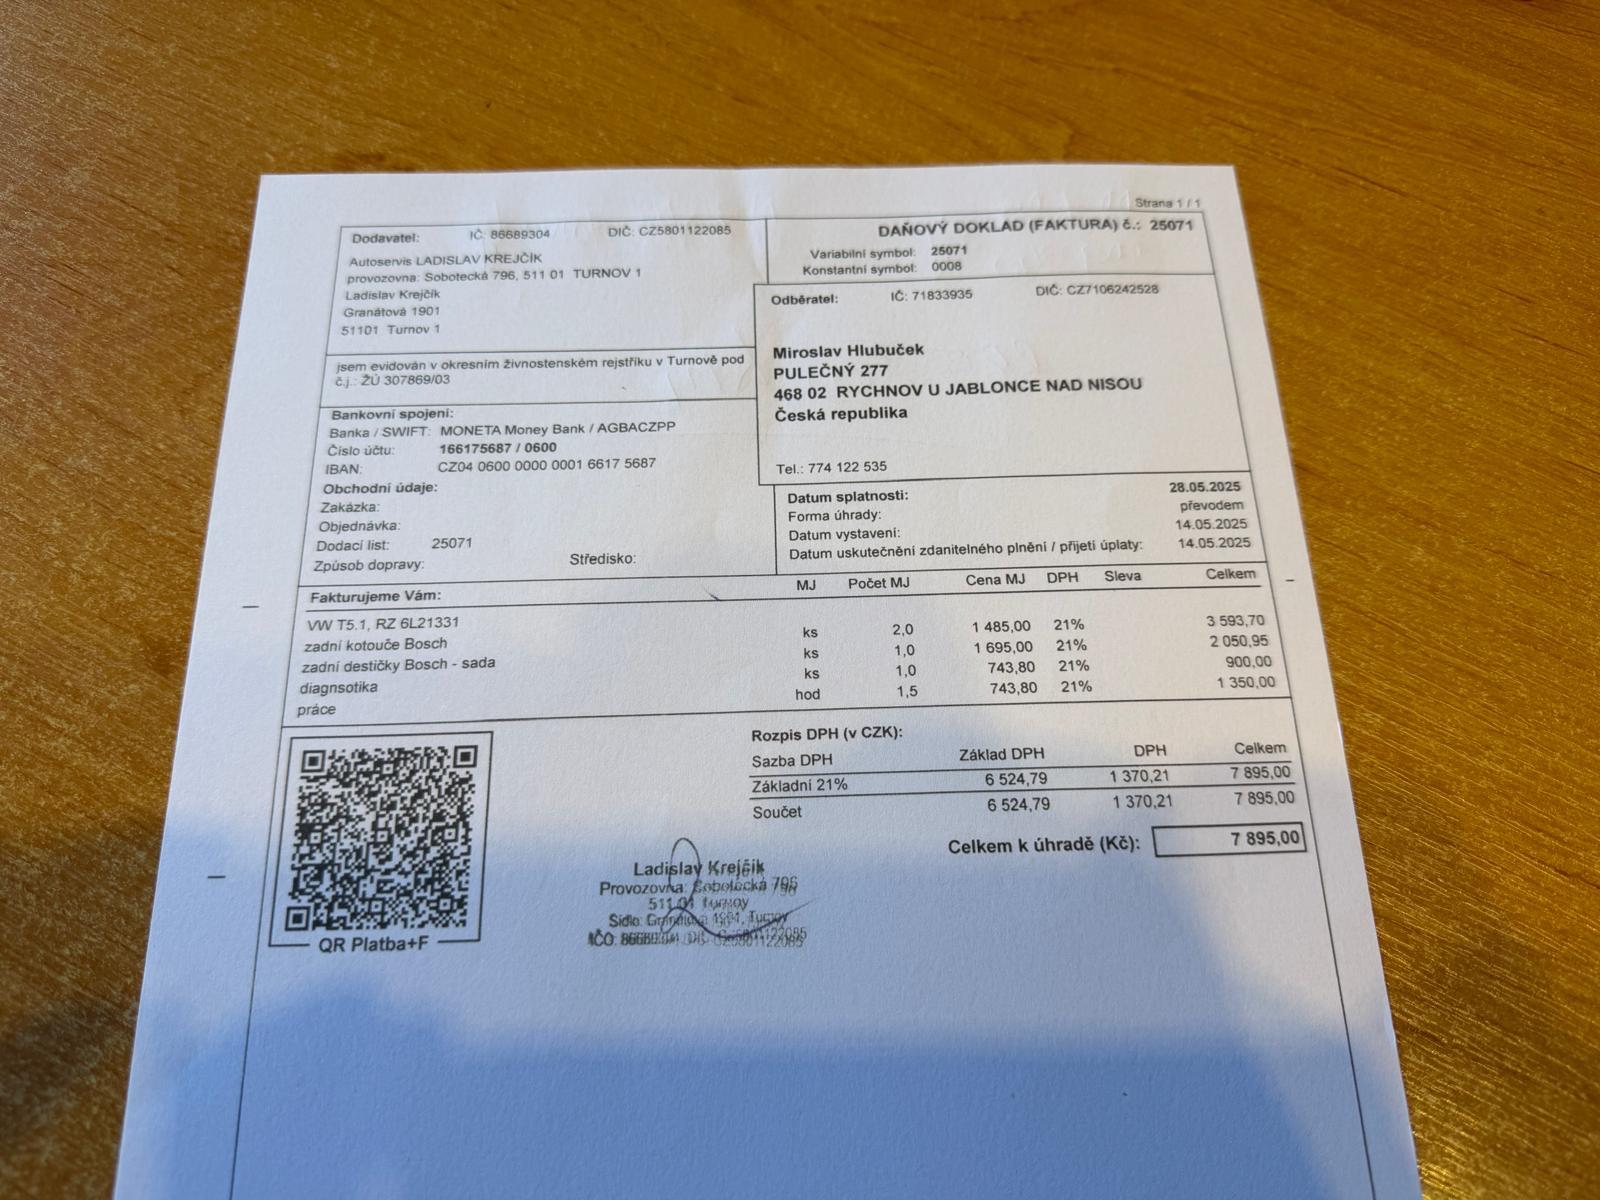 Strana 1 / 1
Dodavatel: IČ: 86689304 DIČ: CZ5801122085
Autoservis LADISLAV KREJČÍK
provozovna: Sobotecká 796, 511 01 TURNOV 1
Ladislav Krejčík
Granátová 1901
51101 Turnov 1
jsem evidován v okresním živnostenském rejstříku v Turnově pod
č.j.: ŽÚ 307869/03
Bankovní spojení:
Banka / SWIFT: MONETA Money Bank / AGBACZPP
Číslo účtu: 166175687 / 0600
IBAN: CZ04 0600 0000 0001 6617 5687
Obchodní údaje:
Zakázka:
Objednávka:
Dodací list: 25071
Způsob dopravy: Středisko:
DAŇOVÝ DOKLAD (FAKTURA) č.: 25071
Variabilní symbol: 25071
Konstantní symbol: 0008
Odběratel: IČ: 71833935 DIČ: CZ7106242528
Miroslav Hlubuček
PULEČNÝ 277
468 02 RYCHNOV U JABLONCE NAD NISOU
Česká republika
Tel.: 774 122 535
Datum splatnosti: 28.05.2025
Forma úhrady: převodem
Datum vystavení: 14.05.2025
Datum uskutečnění zdanitelného plnění / přijetí úplaty: 14.05.2025
Fakturujeme Vám: MJ Počet MJ Cena MJ DPH Sleva Celkem
VW T5.1, RZ 6L21331
zadní kotouče Bosch ks 2,0 1 485,00 21% 3 593,70
zadní destičky Bosch - sada ks 1,0 1 695,00 21% 2 050,95
diagnsotika ks 1,0 743,80 21% 900,00
práce hod 1,5 743,80 21% 1 350,00
QR Platba+F
Rozpis DPH (v CZK):
Sazba DPH Základ DPH DPH Celkem
Základní 21% 6 524,79 1 370,21 7 895,00
Součet 6 524,79 1 370,21 7 895,00
Celkem k úhradě (Kč): 7 895,00
Ladislav Krejčík
Provozovna: Sobotecká 796
511 01 Turnov
Sídlo: Granátová 1901, Turnov
IČO: 86689304 DIČ: CZ5801122085